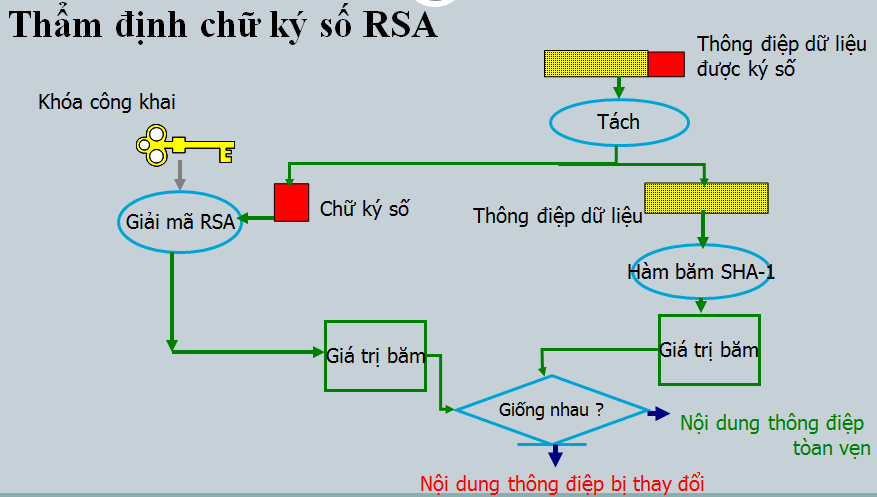 Thẩm định chữ ký số RSA
Thông điệp dữ liệu
được ký số
Khóa công khai
Tách
Chữ ký số
Thông điệp dữ liệu
Giải mã RSA
Hàm băm SHA-1
Giá trị băm
Giá trị băm
Giống nhau ?
Nội dung thông điệp
tòan vẹn
Nội dung thông điệp bị thay đổi